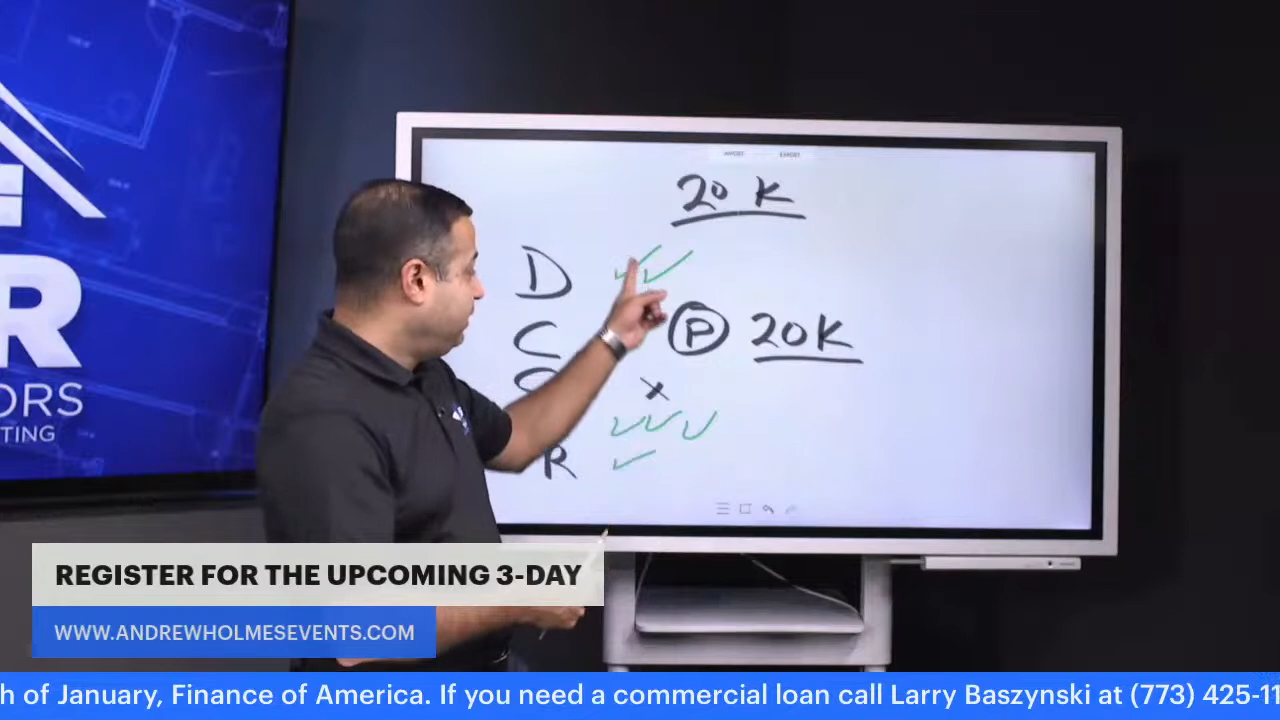 R
ORS
TING
20 K
D
C
P 20K
R
REGISTER FOR THE UPCOMING 3-DAY
WWW.ANDREWHOLMESEVENTS.COM
h of January, Finance of America. If you need a commercial loan call Larry Baszynski at (773) 425-11